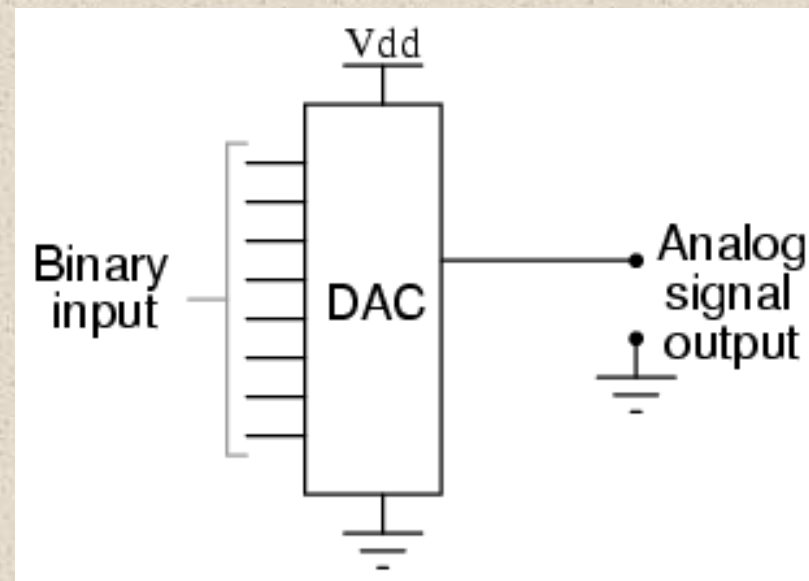 Vdd
Binary
input
DAC
Analog
signal
output